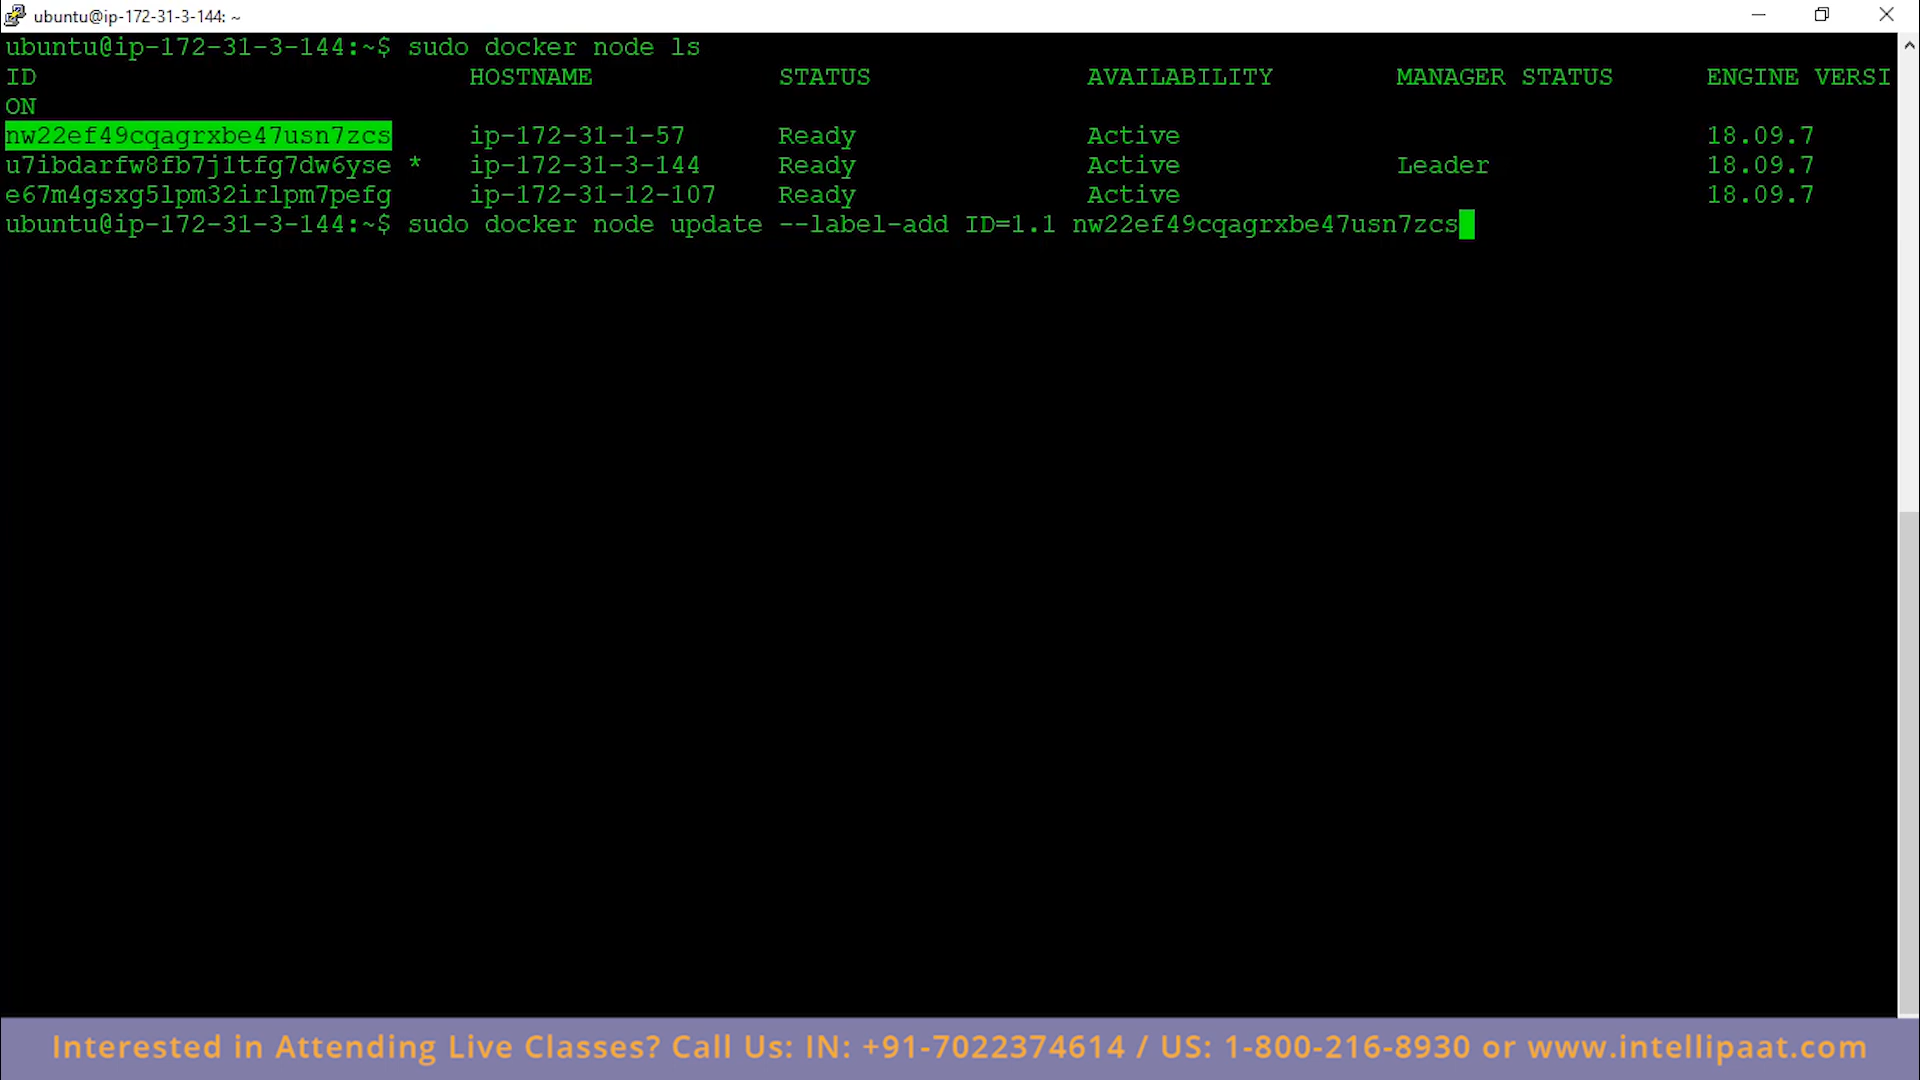 ubuntu@ip-172-31-3-144: ~
ubuntu@ip-172-31-3-144:~$ sudo docker node ls
ID HOSTNAME STATUS AVAILABILITY MANAGER STATUS ENGINE VERSI
ON
nw22ef49cqagrxbe47usn7zcs ip-172-31-1-57 Ready Active 18.09.7
u7ibdarfw8fb7j1tfg7dw6yse * ip-172-31-3-144 Ready Active Leader 18.09.7
e67m4gsxg5lpm32irlpm7pefg ip-172-31-12-107 Ready Active 18.09.7
ubuntu@ip-172-31-3-144:~$ sudo docker node update --label-add ID=1.1 nw22ef49cqagrxbe47usn7zcs
Interested in Attending Live Classes? Call Us: IN: +91-7022374614 / US: 1-800-216-8930 or www.intellipaat.com